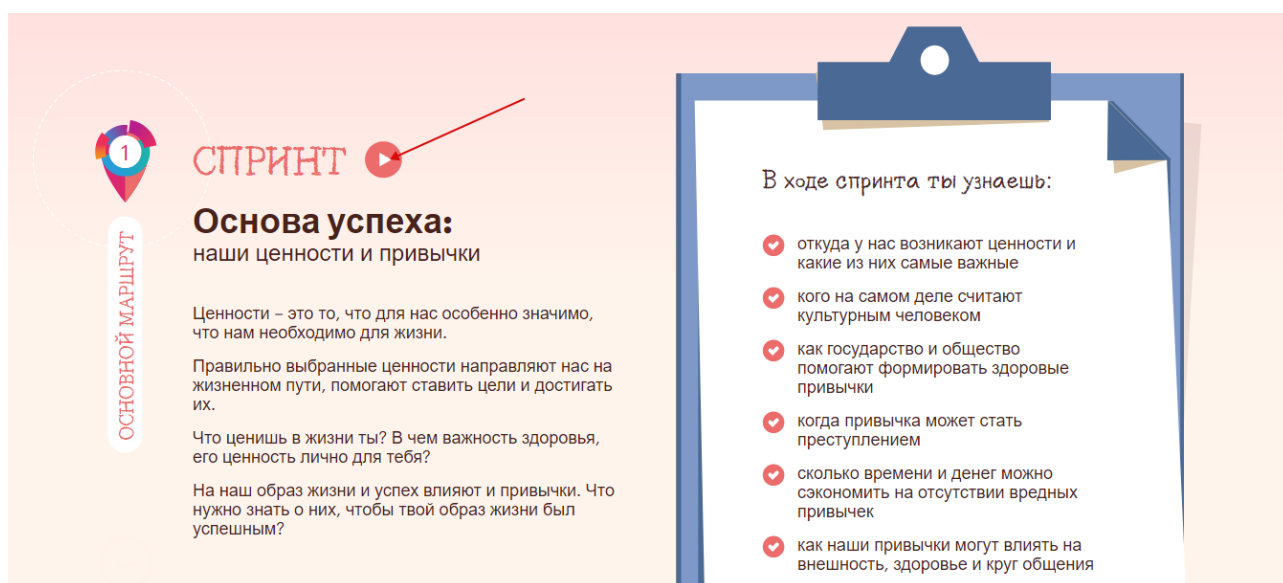 1
СПРИНТ
ОСНОВНОЙ МАРШРУТ
Основа успеха:
наши ценности и привычки
Ценности – это то, что для нас особенно значимо,
что нам необходимо для жизни.
Правильно выбранные ценности направляют нас на
жизненном пути, помогают ставить цели и достигать
их.
Что ценишь в жизни ты? В чем важность здоровья,
его ценность лично для тебя?
На наш образ жизни и успех влияют и привычки. Что
нужно знать о них, чтобы твой образ жизни был
успешным?
В ходе спринта ты узнаешь:
откуда у нас возникают ценности и
какие из них самые важные
кого на самом деле считают
культурным человеком
как государство и общество
помогают формировать здоровые
привычки
когда привычка может стать
преступлением
сколько времени и денег можно
сэкономить на отсутствии вредных
привычек
как наши привычки могут влиять на
внешность, здоровье и круг общения